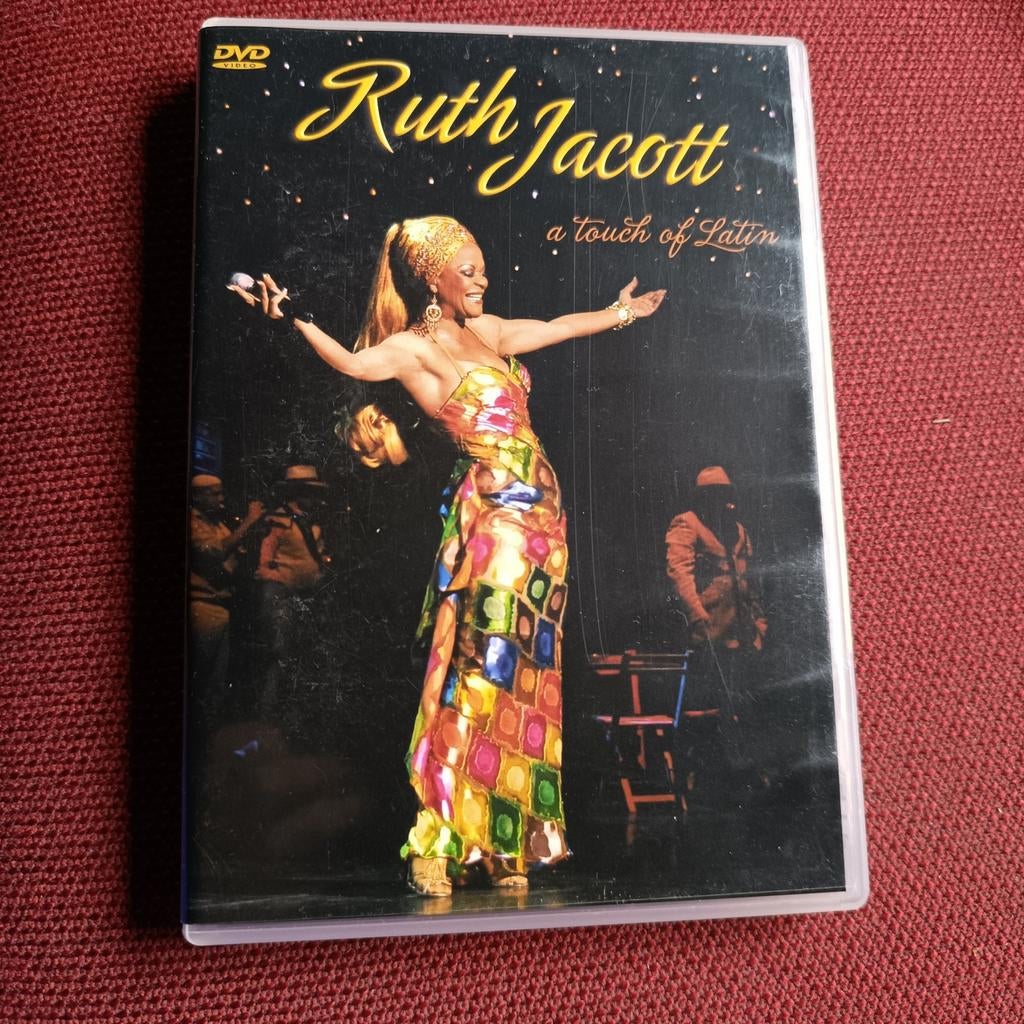 DVD
VIDEO
Ruth Jacott
a touch of Latin